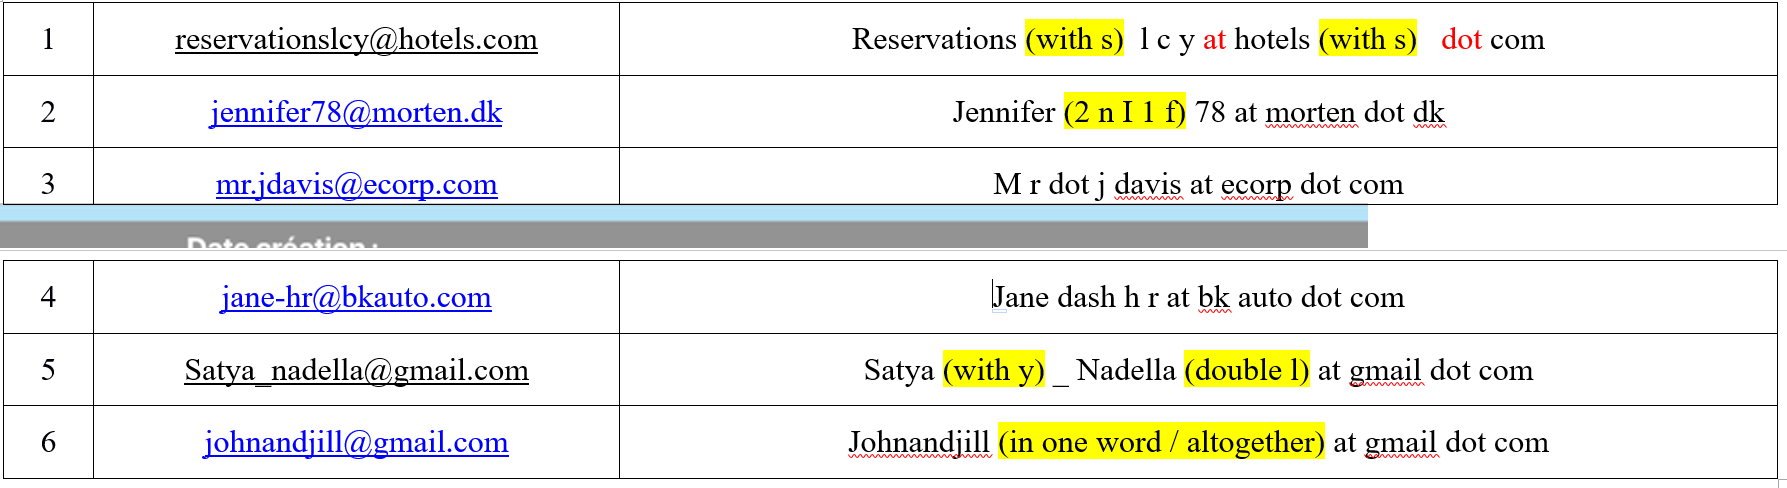 1 reservationslcy@hotels.com Reservations (with s) l c y at hotels (with s) dot com
2 jennifer78@morten.dk Jennifer (2 n I 1 f) 78 at morten dot dk
3 mr.jdavis@ecorp.com M r dot j davis at ecorp dot com
Date création :
4 jane-hr@bkauto.com Jane dash h r at bk auto dot com
5 Satya_nadella@gmail.com Satya (with y) _ Nadella (double l) at gmail dot com
6 johnandjill@gmail.com Johnandjill (in one word / altogether) at gmail dot com